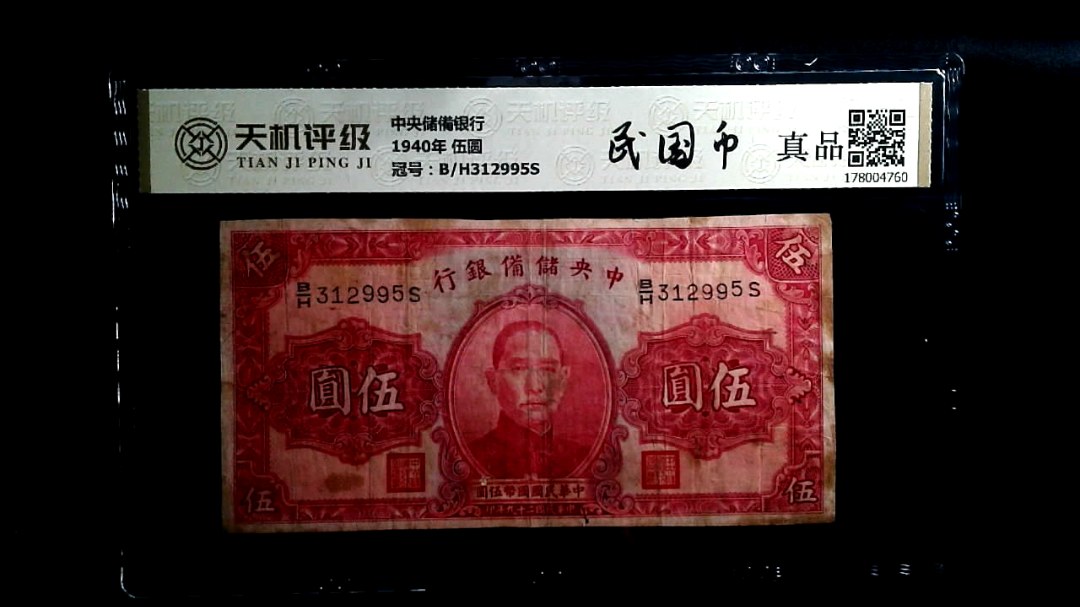 天机评级
TIAN JI PING JI
中央储備银行
1940年 伍圆
冠号：B/H312995S
民国币
真品
178004760
伍
伍
行銀備儲央中
B/H 312995S
B/H 312995S
圓伍
圓伍
圓伍幣國國民華中
伍
伍